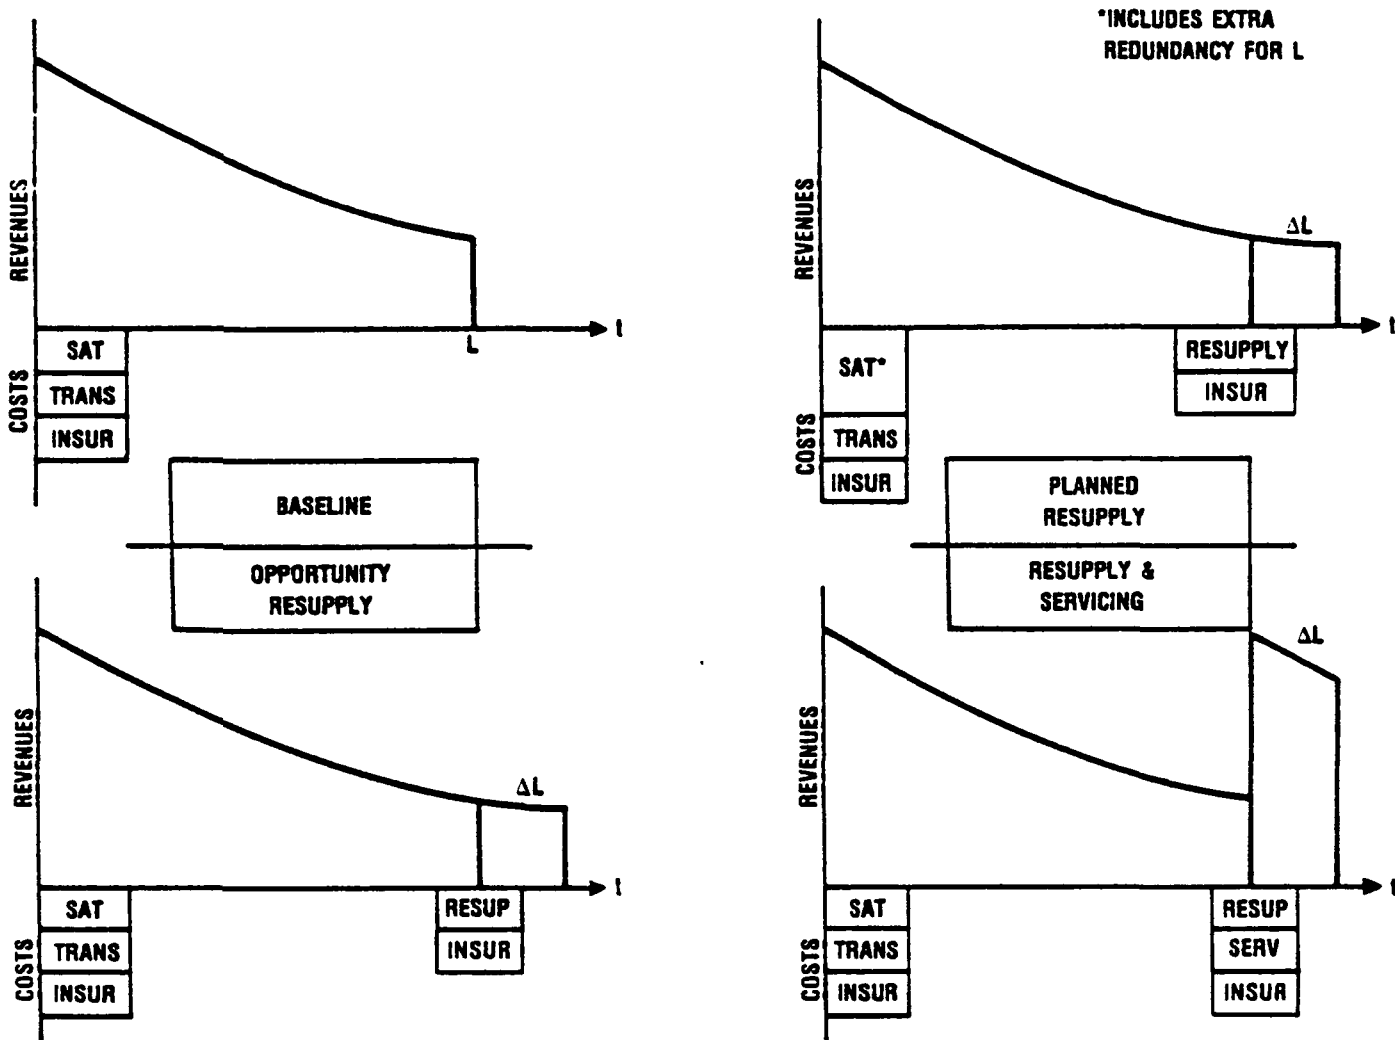 *INCLUDES EXTRA
REDUNDANCY FOR L
REVENUES
L
t
COSTS
SAT
TRANS
INSUR
REVENUES
ΔL
t
COSTS
SAT*
TRANS
INSUR
RESUPPLY
INSUR
BASELINE
OPPORTUNITY
RESUPPLY
PLANNED
RESUPPLY
RESUPPLY &
SERVICING
REVENUES
ΔL
t
COSTS
SAT
TRANS
INSUR
RESUP
INSUR
REVENUES
ΔL
t
COSTS
SAT
TRANS
INSUR
RESUP
SERV
INSUR